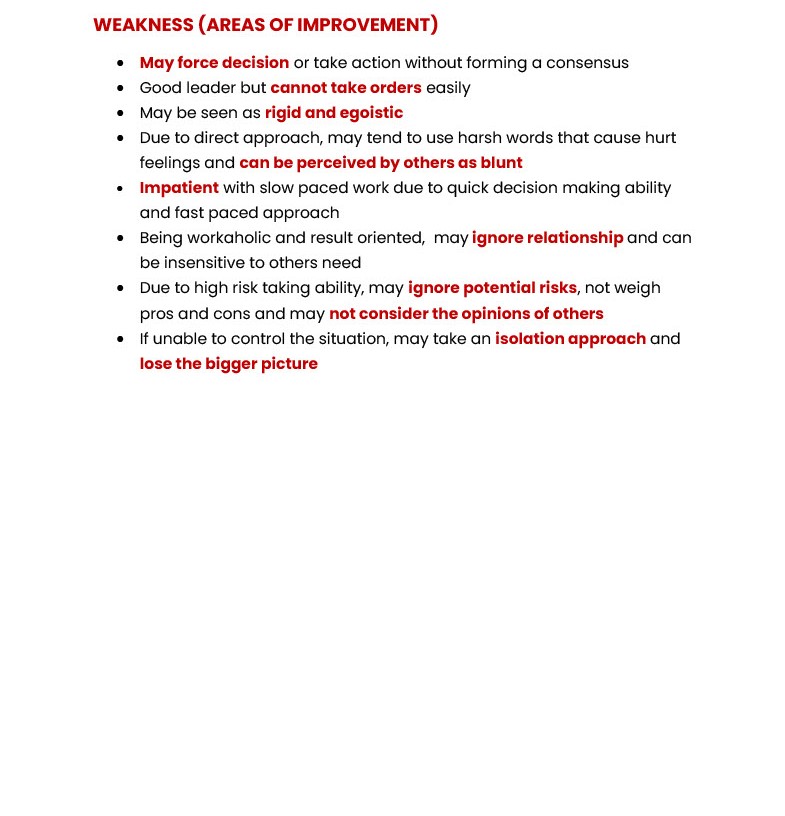 WEAKNESS (AREAS OF IMPROVEMENT)
• May force decision or take action without forming a consensus
• Good leader but cannot take orders easily
• May be seen as rigid and egoistic
• Due to direct approach, may tend to use harsh words that cause hurt
feelings and can be perceived by others as blunt
• Impatient with slow paced work due to quick decision making ability
and fast paced approach
• Being workaholic and result oriented,  may ignore relationship and can
be insensitive to others need
• Due to high risk taking ability, may ignore potential risks, not weigh
pros and cons and may not consider the opinions of others
• If unable to control the situation, may take an isolation approach and
lose the bigger picture